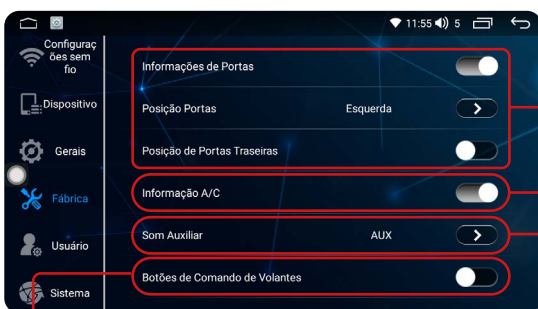 11:55 5
Configuraç
ões sem
fio
Dispositivo
Gerais
Fábrica
Usuário
Sistema
Informações de Portas
Posição Portas Esquerda
Posição de Portas Traseiras
Informação A/C
Som Auxiliar AUX
Botões de Comando de Volantes